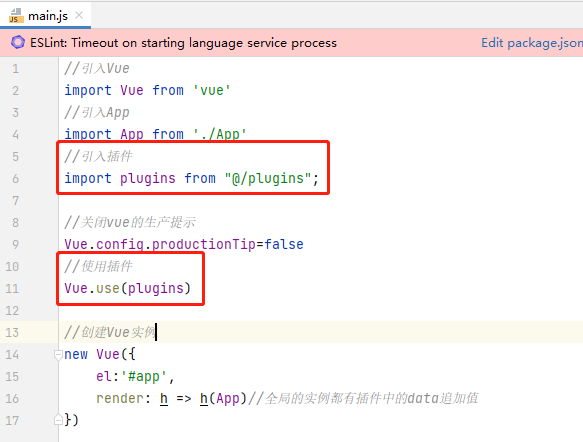 main.js
ESLint: Timeout on starting language service process Edit package.json
1 //引入Vue
2 import Vue from 'vue'
3 //引入App
4 import App from './App'
5 //引入插件
6 import plugins from "@/plugins";
7
8 //关闭vue的生产提示
9 Vue.config.productionTip=false
10 //使用插件
11 Vue.use(plugins)
12
13 //创建Vue实例
14 new Vue({
15 el:'#app',
16 render: h => h(App)//全局的实例都有插件中的data追加值
17 })